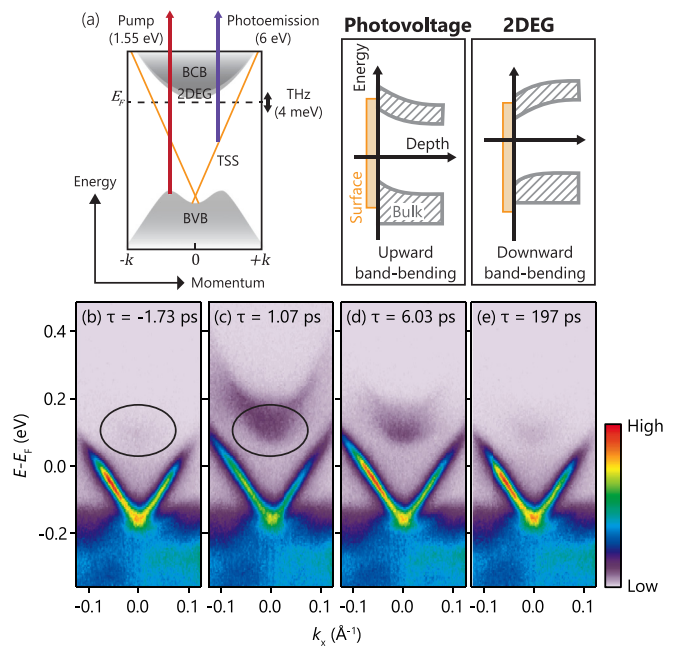 (a)
Pump
(1.55 eV)
Photoemission
(6 eV)
BCB
2DEG
E_F
THz
(4 meV)
TSS
BVB
Energy
-k
0
+k
Momentum
Photovoltage
2DEG
Energy
Depth
Surface
Bulk
Upward
band-bending
Downward
band-bending
(b) τ = -1.73 ps
(c) τ = 1.07 ps
(d) τ = 6.03 ps
(e) τ = 197 ps
0.4
0.2
0.0
-0.2
E-E_F (eV)
High
Low
-0.1 0.0 0.1
-0.1 0.0 0.1
-0.1 0.0 0.1
-0.1 0.0 0.1
k_x (Å⁻¹)